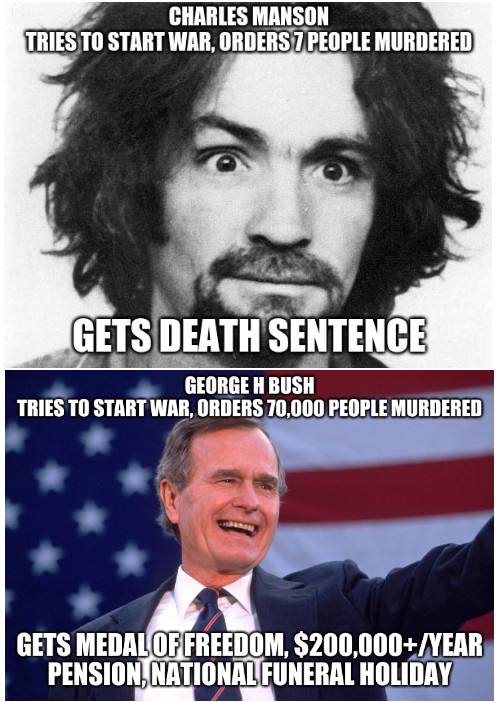 CHARLES MANSON
TRIES TO START WAR, ORDERS 7 PEOPLE MURDERED
GETS DEATH SENTENCE
GEORGE H BUSH
TRIES TO START WAR, ORDERS 70,000 PEOPLE MURDERED
GETS MEDAL OF FREEDOM, $200,000+/YEAR
PENSION, NATIONAL FUNERAL HOLIDAY